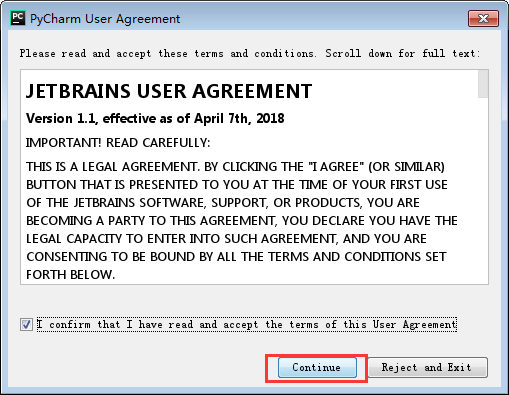 PC PyCharm User Agreement
Please read and accept these terms and conditions. Scroll down for full text:
JETBRAINS USER AGREEMENT
Version 1.1, effective as of April 7th, 2018
IMPORTANT! READ CAREFULLY:
THIS IS A LEGAL AGREEMENT. BY CLICKING THE "I AGREE" (OR SIMILAR)
BUTTON THAT IS PRESENTED TO YOU AT THE TIME OF YOUR FIRST USE
OF THE JETBRAINS SOFTWARE, SUPPORT, OR PRODUCTS, YOU ARE
BECOMING A PARTY TO THIS AGREEMENT, YOU DECLARE YOU HAVE THE
LEGAL CAPACITY TO ENTER INTO SUCH AGREEMENT, AND YOU ARE
CONSENTING TO BE BOUND BY ALL THE TERMS AND CONDITIONS SET
FORTH BELOW.
I confirm that I have read and accept the terms of this User Agreement
Continue Reject and Exit